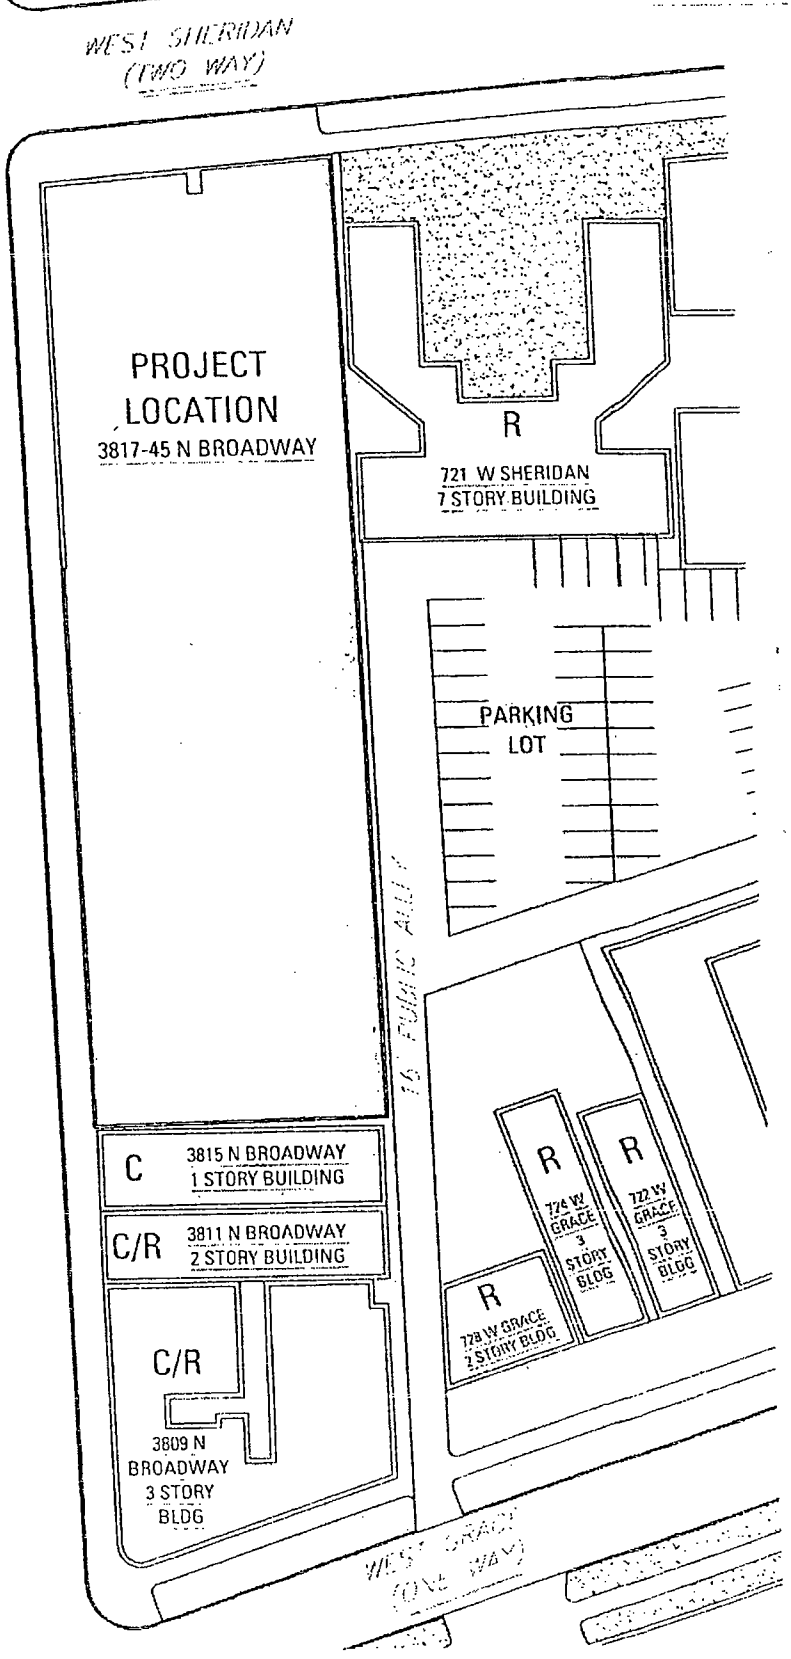 WEST SHERIDAN
(TWO WAY)
PROJECT
LOCATION
3817-45 N BROADWAY
R
721 W SHERIDAN
7 STORY BUILDING
PARKING
LOT
16' PUBLIC ALLEY
C
3815 N BROADWAY
1 STORY BUILDING
C/R
3811 N BROADWAY
2 STORY BUILDING
C/R
3809 N
BROADWAY
3 STORY
BLDG
R
724 W
GRACE
3
STORY
BLDG
R
722 W
GRACE
3
STORY
BLDG
R
728 W GRACE
2 STORY BLDG
WEST GRACE
(ONE WAY)